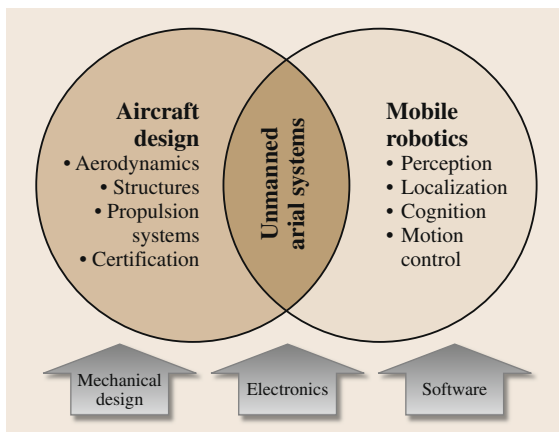 Aircraft
design
• Aerodynamics
• Structures
• Propulsion
systems
• Certification
Unmanned
arial systems
Mobile
robotics
• Perception
• Localization
• Cognition
• Motion
control
Mechanical
design
Electronics
Software